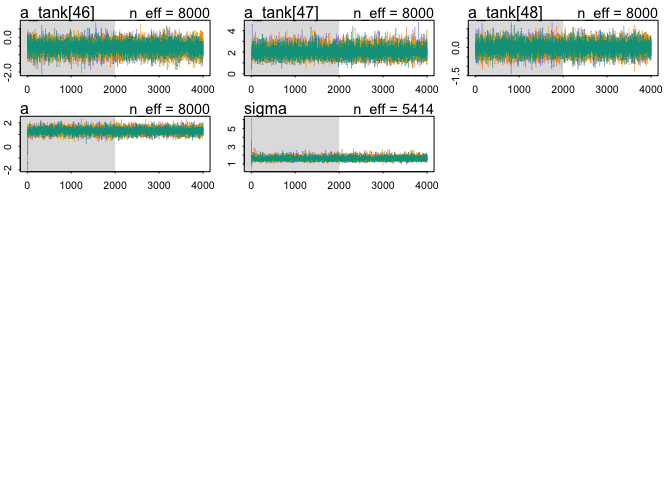 a_tank[46] n_eff = 8000
0.0
-2.0
0 1000 2000 3000 4000
a_tank[47] n_eff = 8000
4
2
0
0 1000 2000 3000 4000
a_tank[48] n_eff = 8000
0.0
-1.5
0 1000 2000 3000 4000
a n_eff = 8000
2
0
-2
0 1000 2000 3000 4000
sigma n_eff = 5414
5
3
1
0 1000 2000 3000 4000